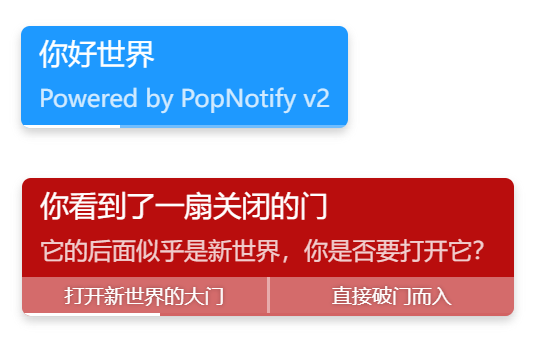 你好世界
Powered by PopNotify v2
你看到了一扇关闭的门
它的后面似乎是新世界，你是否要打开它？
打开新世界的大门
直接破门而入